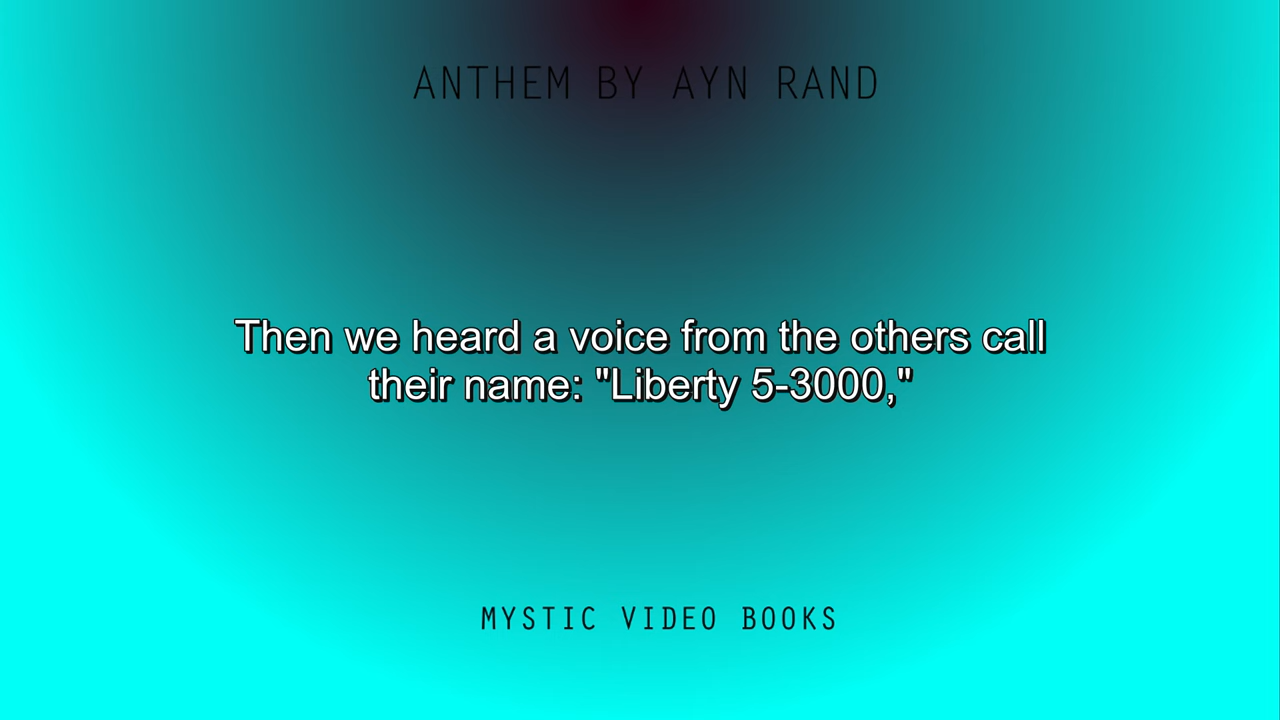 ANTHEM BY AYN RAND
Then we heard a voice from the others call
their name: "Liberty 5-3000,"
MYSTIC VIDEO BOOKS